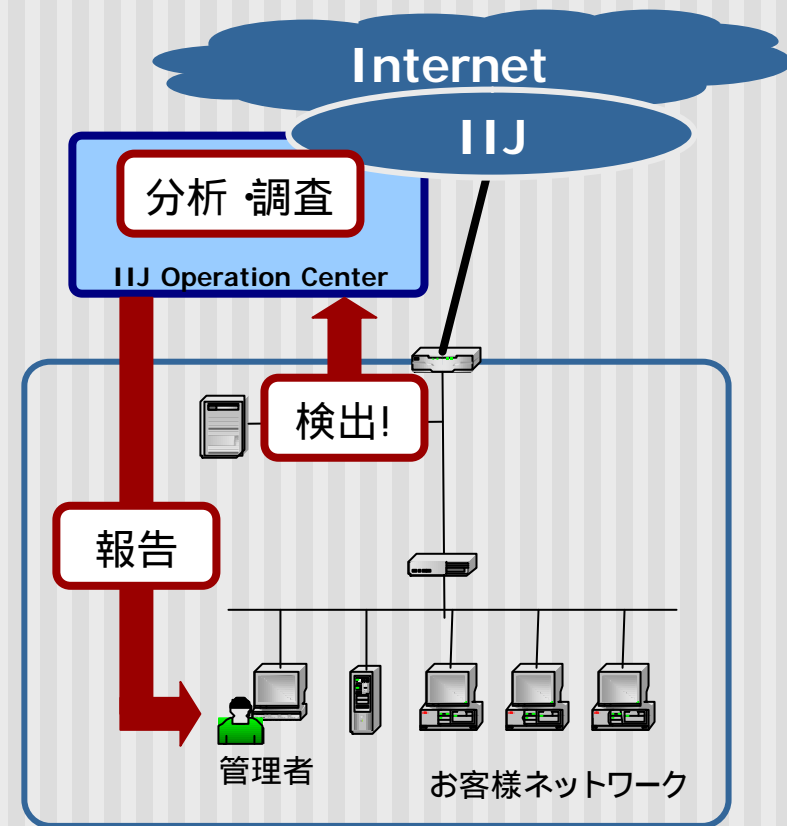 Internet
IIJ
分析・調査
IIJ Operation Center
検出!
報告
管理者
お客様ネットワーク